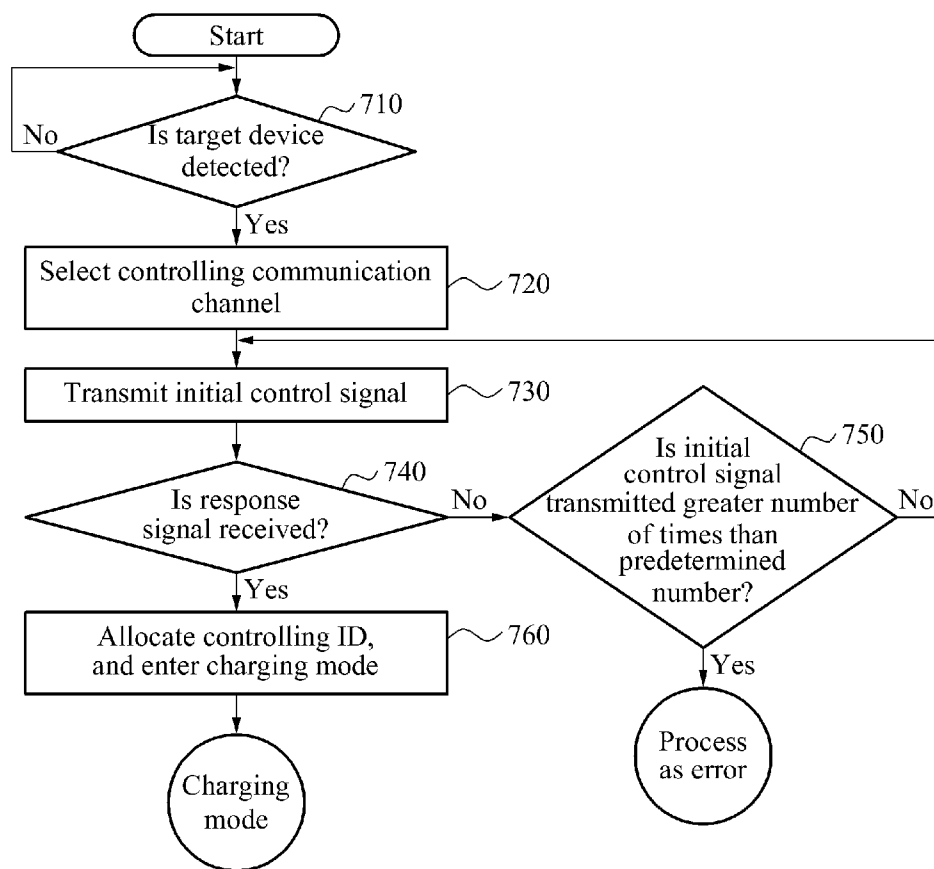 Start
710
Is target device
detected?
No
Yes
Select controlling communication
channel
720
Transmit initial control signal
730
740
Is response
signal received?
No
Yes
750
Is initial
control signal
transmitted greater number
of times than
predetermined
number?
No
Yes
Allocate controlling ID,
and enter charging mode
760
Process
as error
Charging
mode